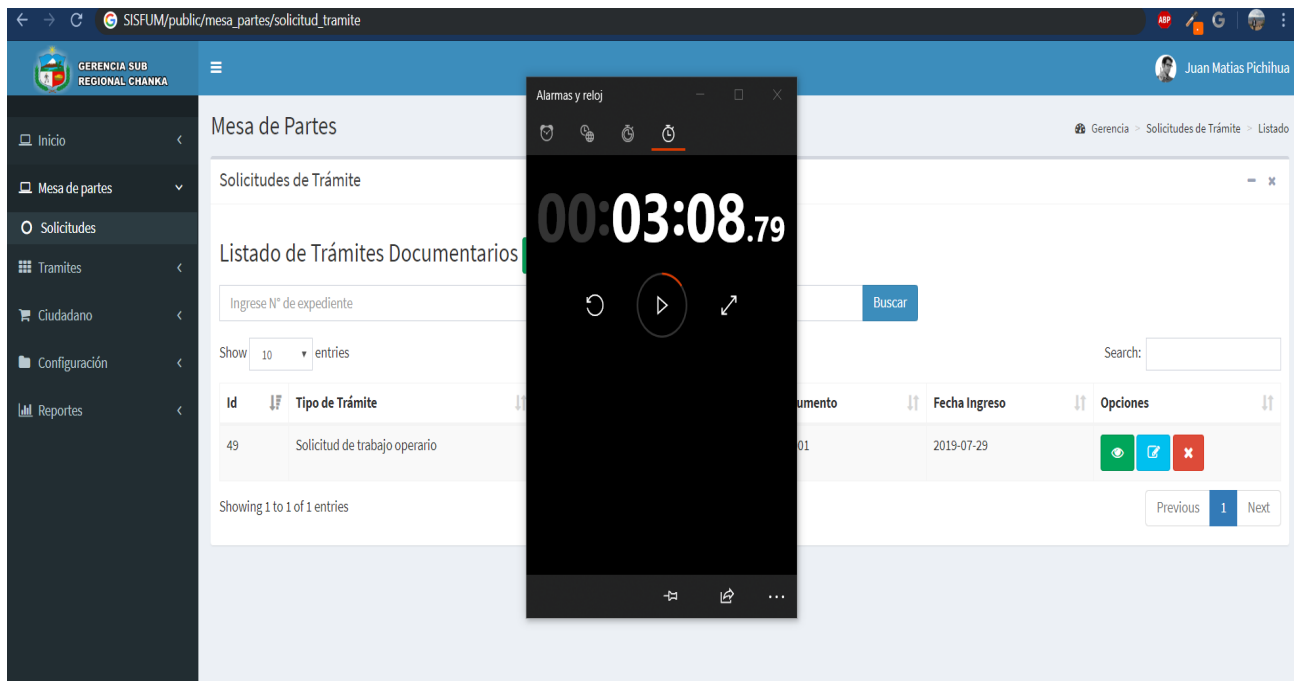 SISFUM/public/mesa_partes/solicitud_tramite
ABP
G
GERENCIA SUB
REGIONAL CHANKA
Juan Matias Pichihua
Alarmas y reloj
Inicio
Mesa de partes
Solicitudes
Tramites
Ciudadano
Configuración
Reportes
Mesa de Partes
Gerencia > Solicitudes de Trámite > Listado
Solicitudes de Trámite
00:03:08.79
Listado de Trámites Documentarios
Ingrese N° de expediente
Buscar
Show 10 entries
Search:
Id Tipo de Trámite umento Fecha Ingreso Opciones
49 Solicitud de trabajo operario 01 2019-07-29
Showing 1 to 1 of 1 entries
Previous 1 Next